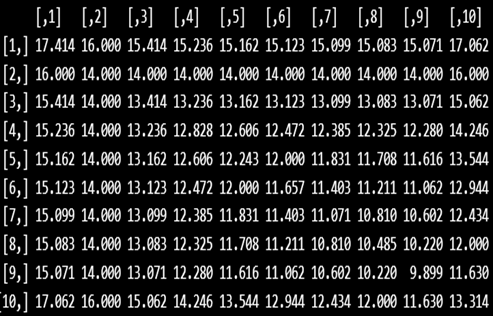 [,1] [,2] [,3] [,4] [,5] [,6] [,7] [,8] [,9] [,10]
[1,] 17.414 16.000 15.414 15.236 15.162 15.123 15.099 15.083 15.071 17.062
[2,] 16.000 14.000 14.000 14.000 14.000 14.000 14.000 14.000 14.000 16.000
[3,] 15.414 14.000 13.414 13.236 13.162 13.123 13.099 13.083 13.071 15.062
[4,] 15.236 14.000 13.236 12.828 12.606 12.472 12.385 12.325 12.280 14.246
[5,] 15.162 14.000 13.162 12.606 12.243 12.000 11.831 11.708 11.616 13.544
[6,] 15.123 14.000 13.123 12.472 12.000 11.657 11.403 11.211 11.062 12.944
[7,] 15.099 14.000 13.099 12.385 11.831 11.403 11.071 10.810 10.602 12.434
[8,] 15.083 14.000 13.083 12.325 11.708 11.211 10.810 10.485 10.220 12.000
[9,] 15.071 14.000 13.071 12.280 11.616 11.062 10.602 10.220 9.899 11.630
[10,] 17.062 16.000 15.062 14.246 13.544 12.944 12.434 12.000 11.630 13.314